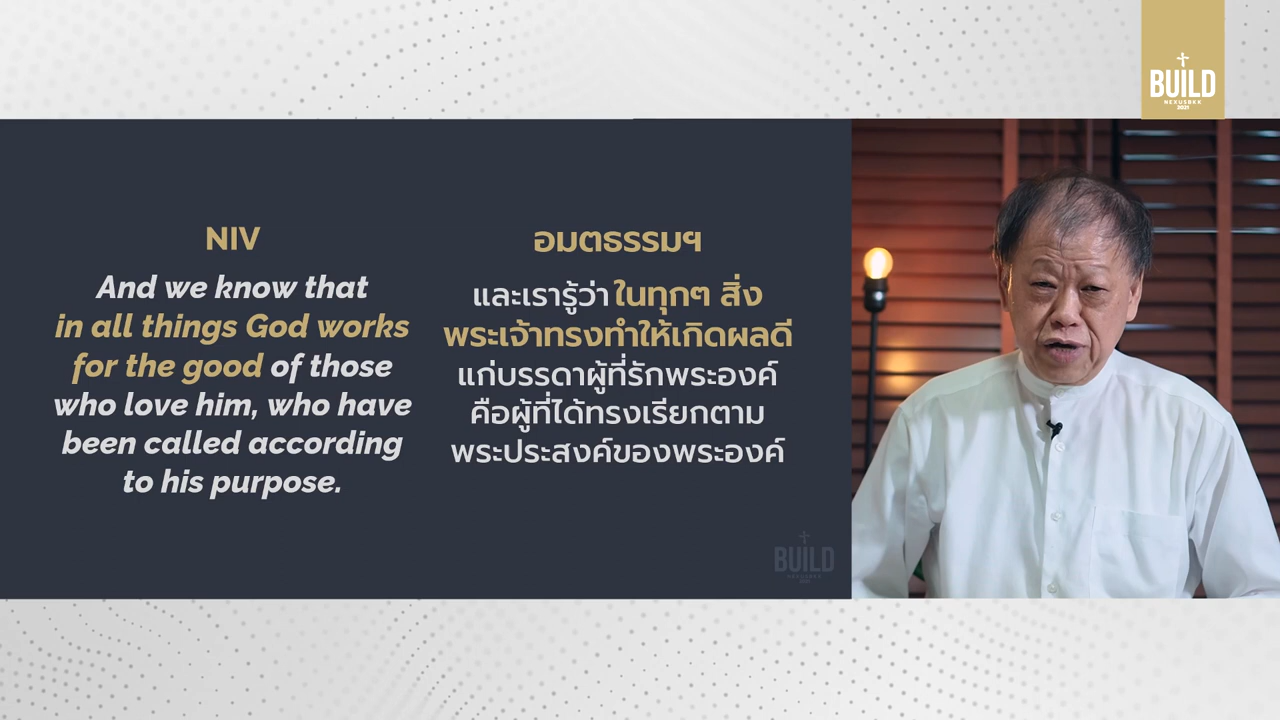 BUILD
NEXUSBKK
2021
NIV
And we know that
in all things God works
for the good of those
who love him, who have
been called according
to his purpose.
อมตธรรมฯ
และเรารู้ว่า ในทุกๆ สิ่ง
พระเจ้าทรงทำให้เกิดผลดี
แก่บรรดาผู้ที่รักพระองค์
คือผู้ที่ได้ทรงเรียกตาม
พระประสงค์ของพระองค์
BUILD
NEXUSBKK
2021